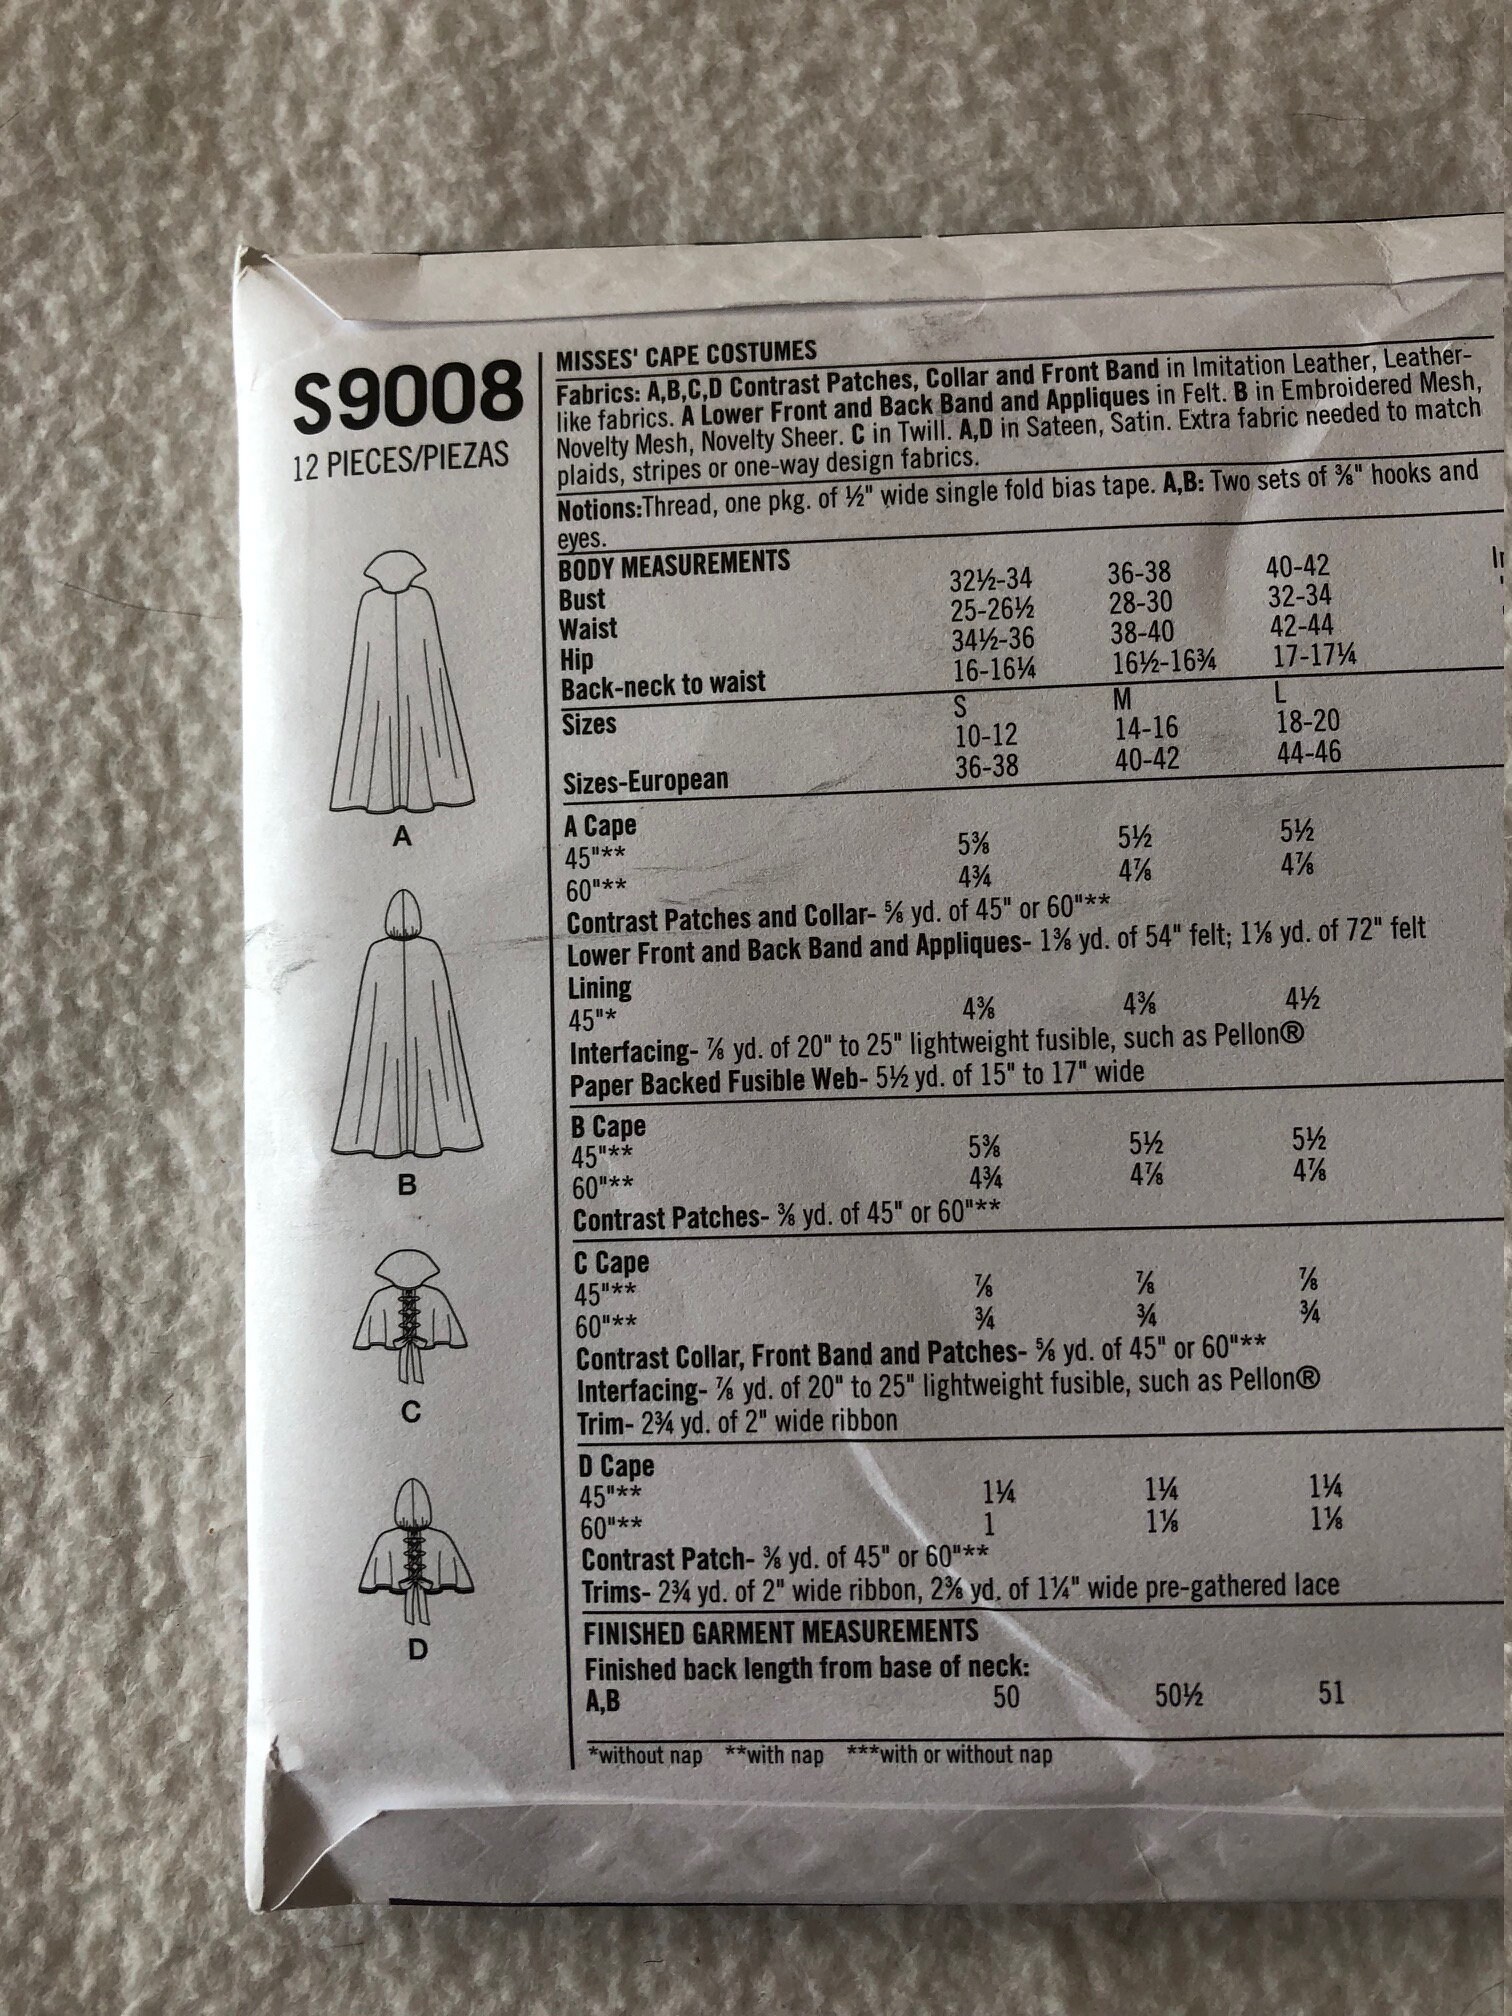 S9008
12 PIECES/PIEZAS
A
B
C
D
MISSES' CAPE COSTUMES
Fabrics: A,B,C,D Contrast Patches, Collar and Front Band in Imitation Leather, Leather-
like fabrics. A Lower Front and Back Band and Appliques in Felt. B in Embroidered Mesh,
Novelty Mesh, Novelty Sheer. C in Twill. A,D in Sateen, Satin. Extra fabric needed to match
plaids, stripes or one-way design fabrics.
Notions:Thread, one pkg. of ½" wide single fold bias tape. A,B: Two sets of ⅜" hooks and
eyes.
BODY MEASUREMENTS
Bust 32½-34 36-38 40-42
Waist 25-26½ 28-30 32-34
Hip 34½-36 38-40 42-44
Back-neck to waist 16-16¼ 16½-16¾ 17-17¼
Sizes S M L
10-12 14-16 18-20
Sizes-European 36-38 40-42 44-46
A Cape
45"** 5⅜ 5½ 5½
60"** 4¾ 4⅞ 4⅞
Contrast Patches and Collar- ⅝ yd. of 45" or 60"**
Lower Front and Back Band and Appliques- 1⅜ yd. of 54" felt; 1⅛ yd. of 72" felt
Lining
45"* 4⅜ 4⅜ 4½
Interfacing- ⅞ yd. of 20" to 25" lightweight fusible, such as Pellon®
Paper Backed Fusible Web- 5½ yd. of 15" to 17" wide
B Cape
45"** 5⅜ 5½ 5½
60"** 4¾ 4⅞ 4⅞
Contrast Patches- ⅜ yd. of 45" or 60"**
C Cape
45"** ⅞ ⅞ ⅞
60"** ¾ ¾ ¾
Contrast Collar, Front Band and Patches- ⅝ yd. of 45" or 60"**
Interfacing- ⅞ yd. of 20" to 25" lightweight fusible, such as Pellon®
Trim- 2¾ yd. of 2" wide ribbon
D Cape
45"** 1¼ 1¼ 1¼
60"** 1 1⅛ 1⅛
Contrast Patch- ⅜ yd. of 45" or 60"**
Trims- 2¾ yd. of 2" wide ribbon, 2⅜ yd. of 1¼" wide pre-gathered lace
FINISHED GARMENT MEASUREMENTS
Finished back length from base of neck:
A,B 50 50½ 51
*without nap **with nap ***with or without nap